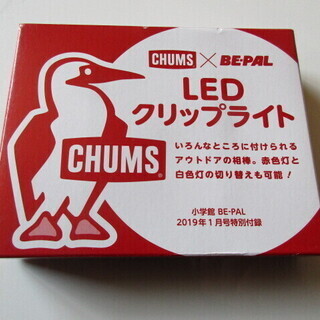 CHUMS × BE-PAL
LED
クリップライト
いろんなところに付けられる
アウトドアの相棒。赤色灯と
白色灯の切り替えも可能！
CHUMS
小学館 BE-PAL
2019年1月号特別付録